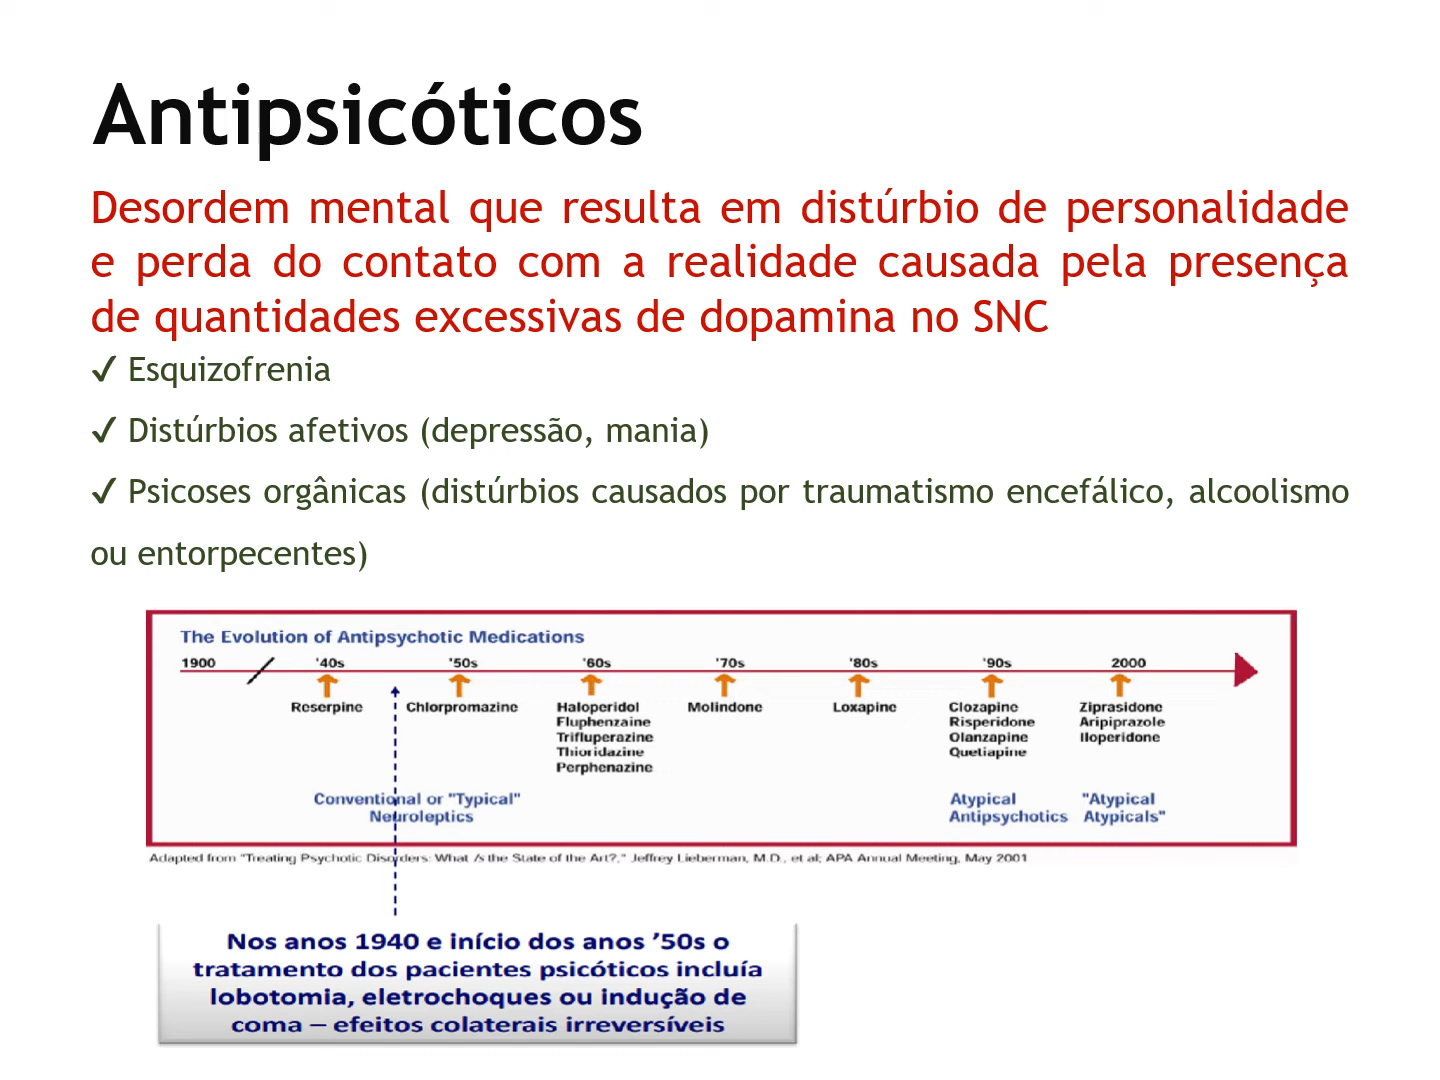 Antipsicóticos
Desordem mental que resulta em distúrbio de personalidade
e perda do contato com a realidade causada pela presença
de quantidades excessivas de dopamina no SNC
✓ Esquizofrenia
✓ Distúrbios afetivos (depressão, mania)
✓ Psicoses orgânicas (distúrbios causados por traumatismo encefálico, alcoolismo
ou entorpecentes)
The Evolution of Antipsychotic Medications
1900 '40s '50s '60s '70s '80s '90s 2000
Reserpine Chlorpromazine Haloperidol Molindone Loxapine Clozapine Ziprasidone
Fluphenzaine Risperidone Aripiprazole
Trifluperazine Olanzapine Iloperidone
Thioridazine Quetiapine
Perphenazine
Conventional or "Typical" Atypical "Atypical
Neuroleptics Antipsychotics Atypicals"
Adapted from "Treating Psychotic Disorders: What Is the State of the Art?," Jeffrey Lieberman, M.D., et al; APA Annual Meeting, May 2001
Nos anos 1940 e início dos anos ’50s o
tratamento dos pacientes psicóticos incluía
lobotomia, eletrochoques ou indução de
coma – efeitos colaterais irreversíveis